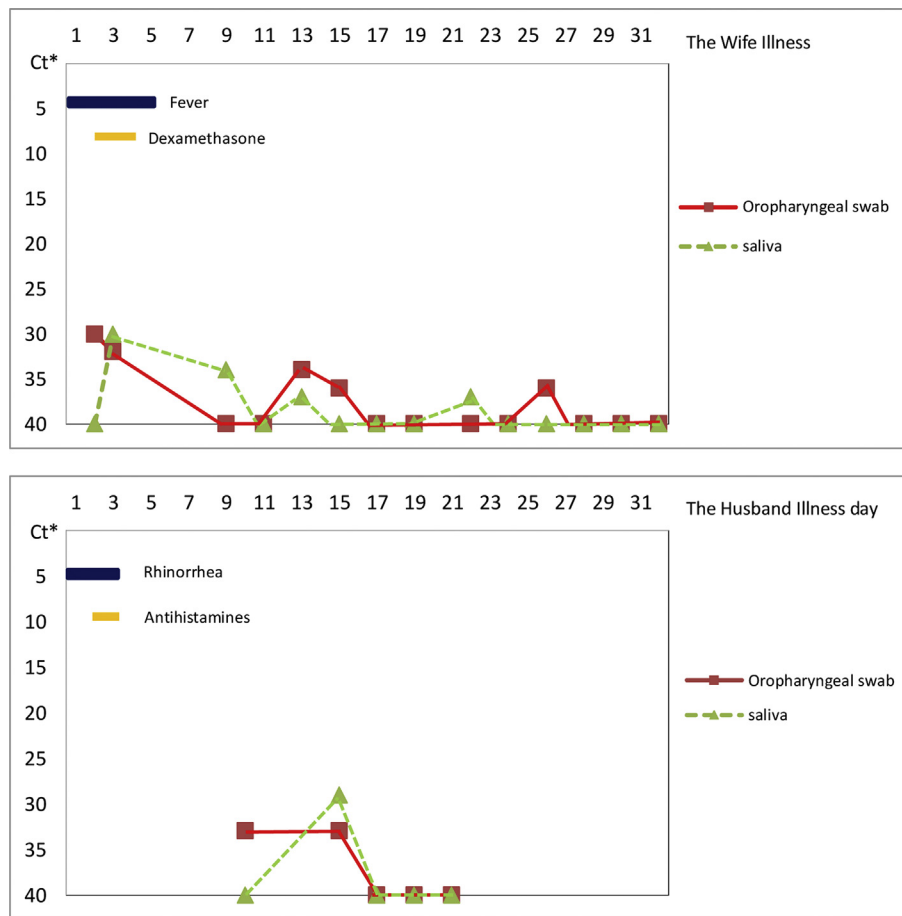 1 3 5 7 9 11 13 15 17 19 21 23 25 27 29 31
The Wife Illness
Ct*
5
Fever
10
Dexamethasone
15
Oropharyngeal swab
20
saliva
25
30
35
40
1 3 5 7 9 11 13 15 17 19 21 23 25 27 29 31
The Husband Illness day
Ct*
5
Rhinorrhea
10
Antihistamines
15
Oropharyngeal swab
20
saliva
25
30
35
40